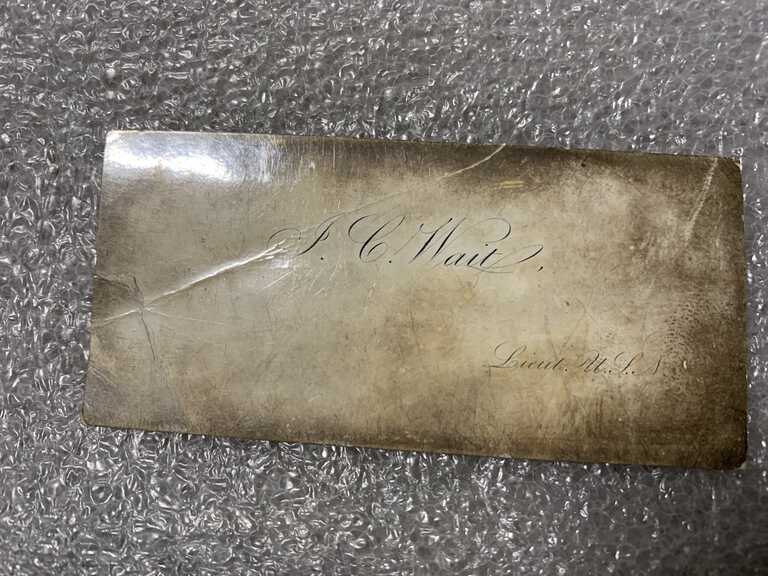 J. C. Wait,
Lieut. U.S.N.